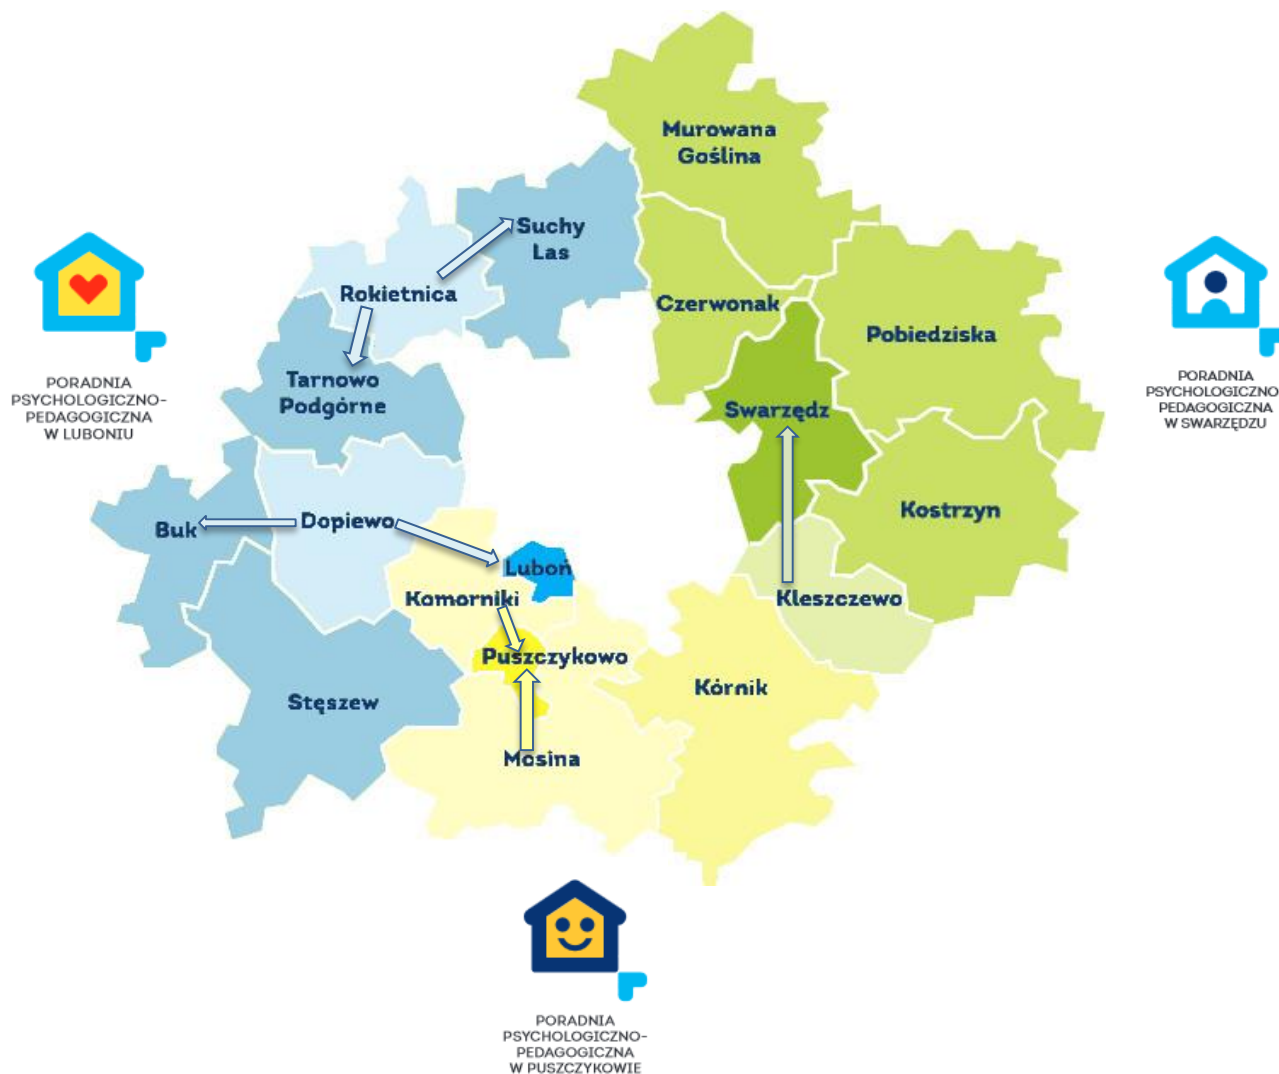 Murowana
Goślina
Suchy
Las
Rokietnica
Czerwonak
Pobiedziska
Tarnowo
Podgórne
Swarzędz
Buk
Dopiewo
Kostrzyn
Luboń
Komorniki
Kleszczewo
Puszczykowo
Kórnik
Stęszew
Mosina
PORADNIA
PSYCHOLOGICZNO-
PEDAGOGICZNA
W LUBONIU
PORADNIA
PSYCHOLOGICZNO
PEDAGOGICZNA
W SWARZĘDZU
PORADNIA
PSYCHOLOGICZNO-
PEDAGOGICZNA
W PUSZCZYKOWIE